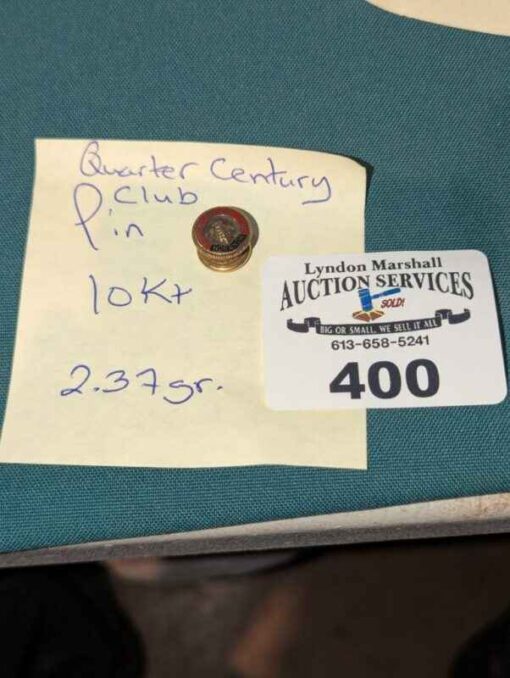 Quarter Century
Club
Pin
10Kt
2.37gr.
Lyndon Marshall
AUCTION SERVICES
SOLD!
BIG OR SMALL, WE SELL IT ALL
613-658-5241
400